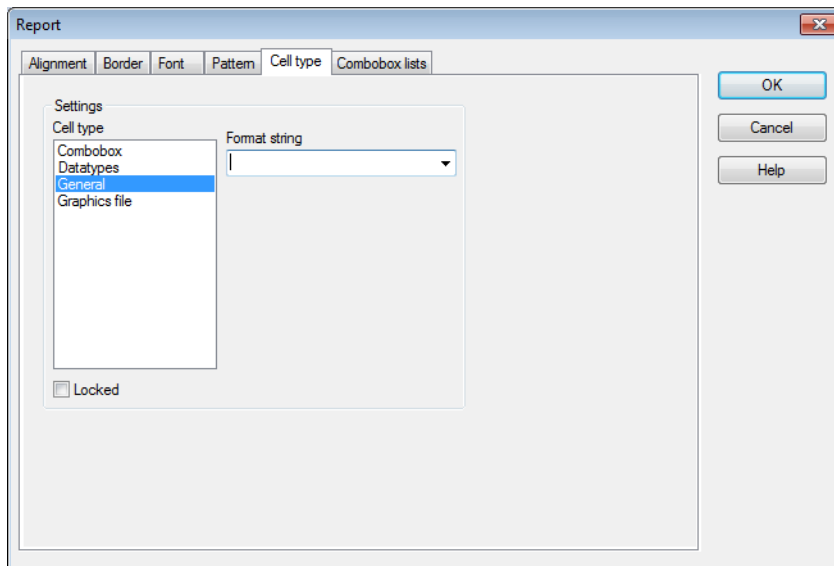 Report
Alignment Border Font Pattern Cell type Combobox lists
OK
Cancel
Help
Settings
Cell type
Combobox
Datatypes
General
Graphics file
Format string
Locked